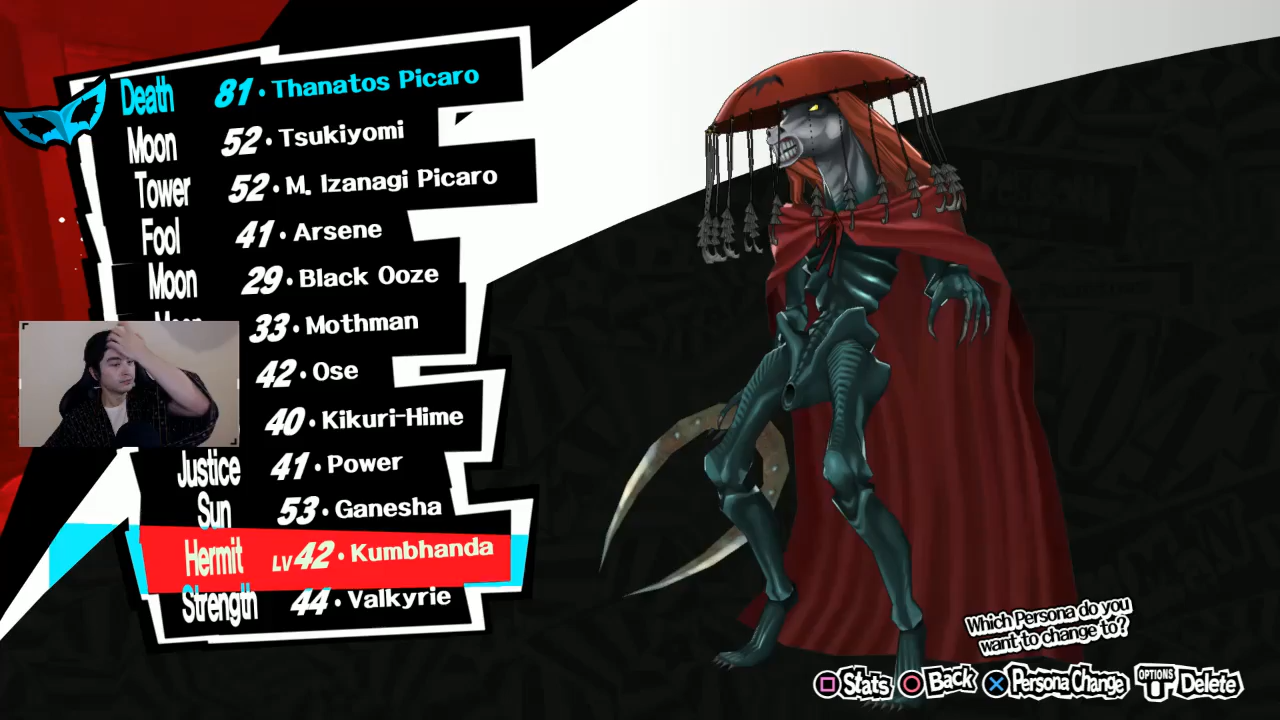 Death 81・Thanatos Picaro
Moon 52・Tsukiyomi
Tower 52・M. Izanagi Picaro
Fool 41・Arsene
Moon 29・Black Ooze
Moon 33・Mothman
42・Ose
40・Kikuri-Hime
Justice 41・Power
Sun 53・Ganesha
Hermit LV42・Kumbhanda
Strength 44・Valkyrie
Which Persona do you
want to change to?
Stats Back Persona Change OPTIONS Delete